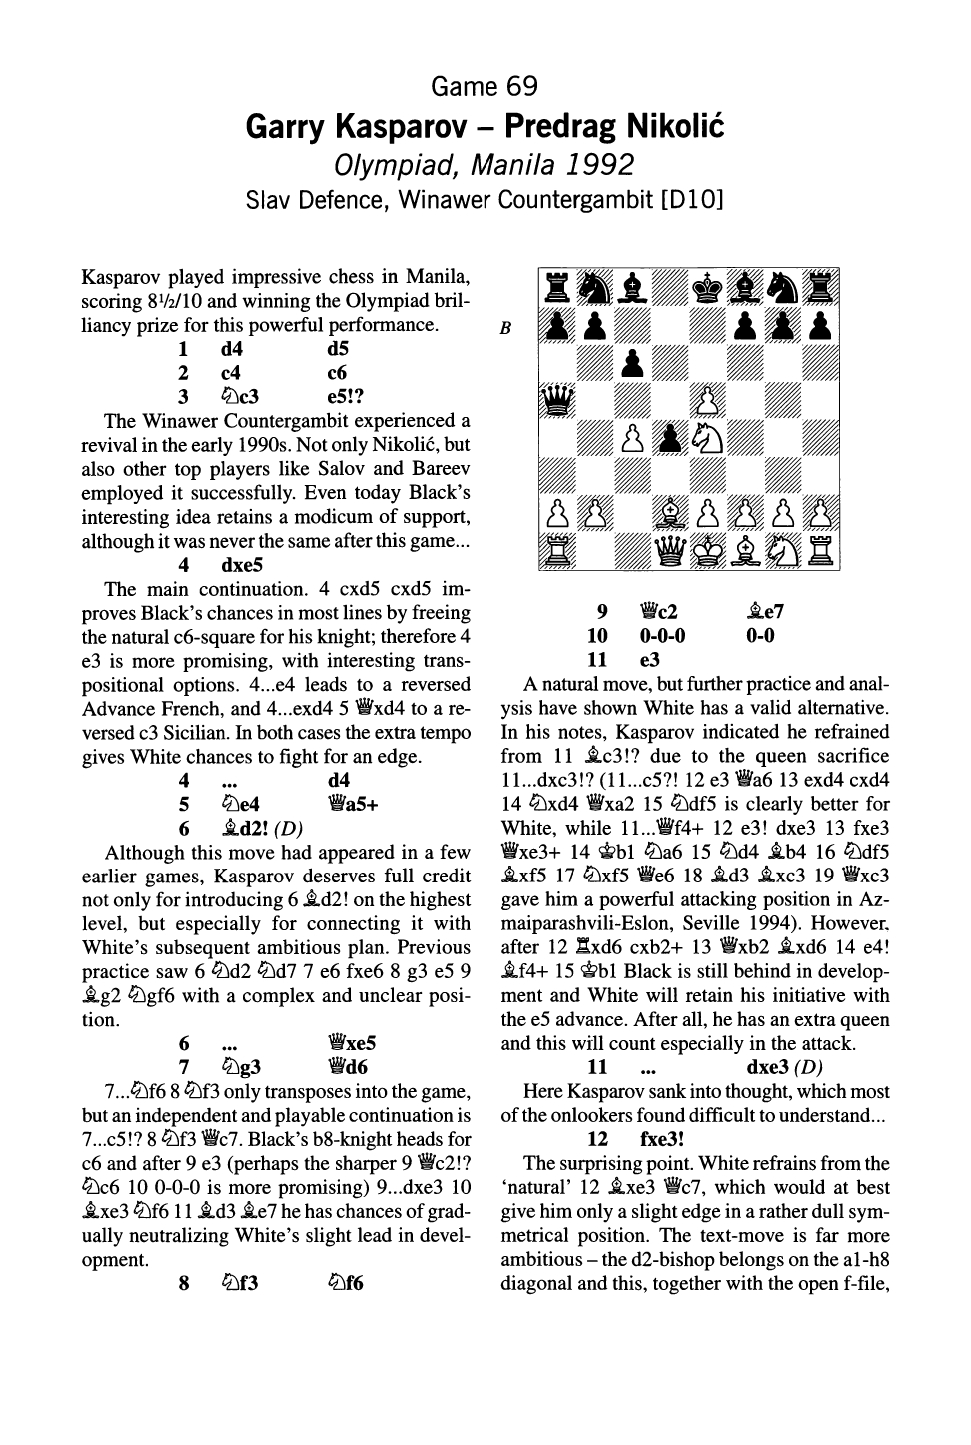 Game 69
Garry Kasparov – Predrag Nikolić
Olympiad, Manila 1992
Slav Defence, Winawer Countergambit [D10]
Kasparov played impressive chess in Manila,
scoring 8½/10 and winning the Olympiad bril-
liancy prize for this powerful performance.
1 d4 d5
2 c4 c6
3 ♘c3 e5!?
The Winawer Countergambit experienced a
revival in the early 1990s. Not only Nikolić, but
also other top players like Salov and Bareev
employed it successfully. Even today Black's
interesting idea retains a modicum of support,
although it was never the same after this game...
4 dxe5
The main continuation. 4 cxd5 cxd5 im-
proves Black's chances in most lines by freeing
the natural c6-square for his knight; therefore 4
e3 is more promising, with interesting trans-
positional options. 4...e4 leads to a reversed
Advance French, and 4...exd4 5 ♕xd4 to a re-
versed c3 Sicilian. In both cases the extra tempo
gives White chances to fight for an edge.
4 ... d4
5 ♘e4 ♕a5+
6 ♗d2! (D)
Although this move had appeared in a few
earlier games, Kasparov deserves full credit
not only for introducing 6 ♗d2! on the highest
level, but especially for connecting it with
White's subsequent ambitious plan. Previous
practice saw 6 ♘d2 ♘d7 7 e6 fxe6 8 g3 e5 9
♗g2 ♘gf6 with a complex and unclear posi-
tion.
6 ... ♕xe5
7 ♘g3 ♕d6
7...♘f6 8 ♘f3 only transposes into the game,
but an independent and playable continuation is
7...c5!? 8 ♘f3 ♕c7. Black's b8-knight heads for
c6 and after 9 e3 (perhaps the sharper 9 ♕c2!?
♘c6 10 0-0-0 is more promising) 9...dxe3 10
♗xe3 ♘f6 11 ♗d3 ♗e7 he has chances of grad-
ually neutralizing White's slight lead in devel-
opment.
8 ♘f3 ♘f6
B
9 ♕c2 ♗e7
10 0-0-0 0-0
11 e3
A natural move, but further practice and anal-
ysis have shown White has a valid alternative.
In his notes, Kasparov indicated he refrained
from 11 ♗c3!? due to the queen sacrifice
11...dxc3!? (11...c5?! 12 e3 ♕a6 13 exd4 cxd4
14 ♘xd4 ♕xa2 15 ♘df5 is clearly better for
White, while 11...♕f4+ 12 e3! dxe3 13 fxe3
♕xe3+ 14 ♔b1 ♘a6 15 ♘d4 ♗b4 16 ♘df5
♗xf5 17 ♘xf5 ♕e6 18 ♗d3 ♗xc3 19 ♕xc3
gave him a powerful attacking position in Az-
maiparashvili-Eslon, Seville 1994). However,
after 12 ♖xd6 cxb2+ 13 ♕xb2 ♗xd6 14 e4!
♗f4+ 15 ♔b1 Black is still behind in develop-
ment and White will retain his initiative with
the e5 advance. After all, he has an extra queen
and this will count especially in the attack.
11 ... dxe3 (D)
Here Kasparov sank into thought, which most
of the onlookers found difficult to understand...
12 fxe3!
The surprising point. White refrains from the
'natural' 12 ♗xe3 ♕c7, which would at best
give him only a slight edge in a rather dull sym-
metrical position. The text-move is far more
ambitious – the d2-bishop belongs on the a1-h8
diagonal and this, together with the open f-file,